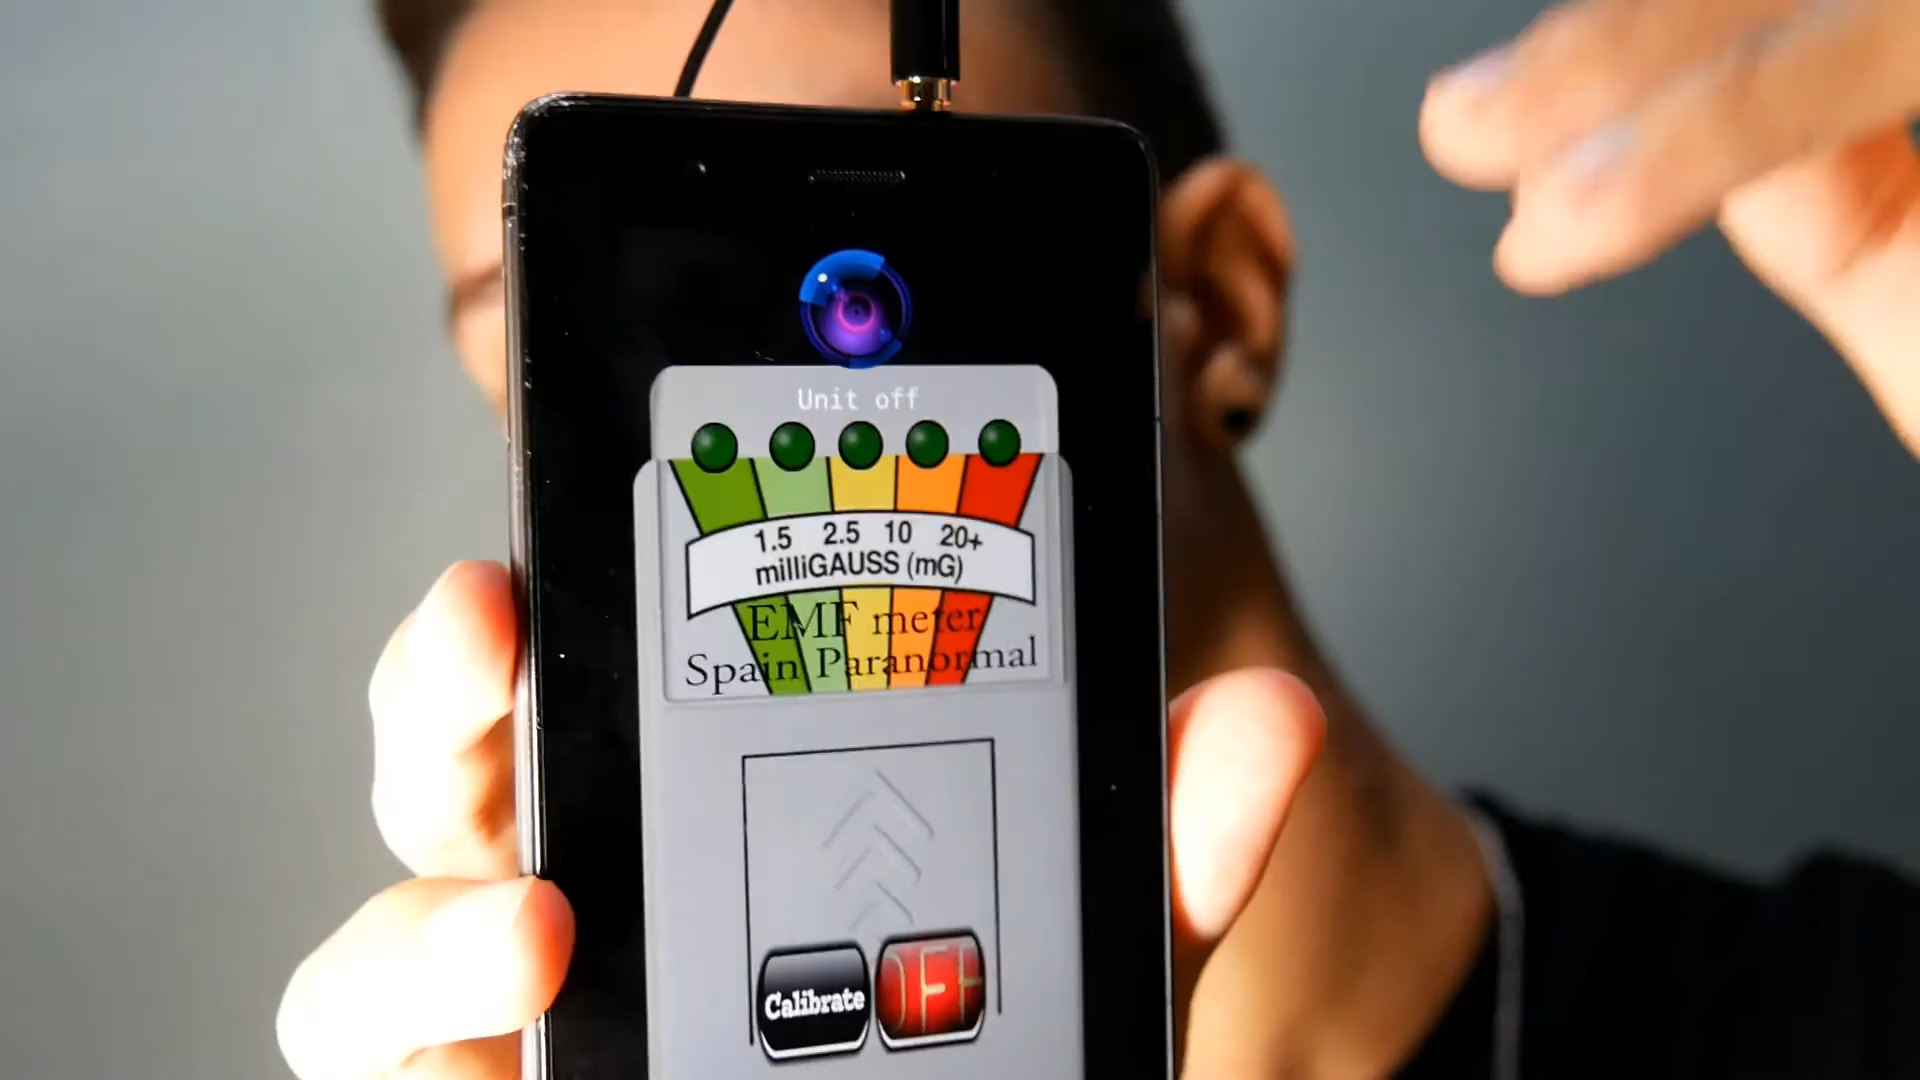 Unit off
1.5 2.5 10 20+
milliGAUSS (mG)
EMF meter
Spain Paranormal
Calibrate OFF